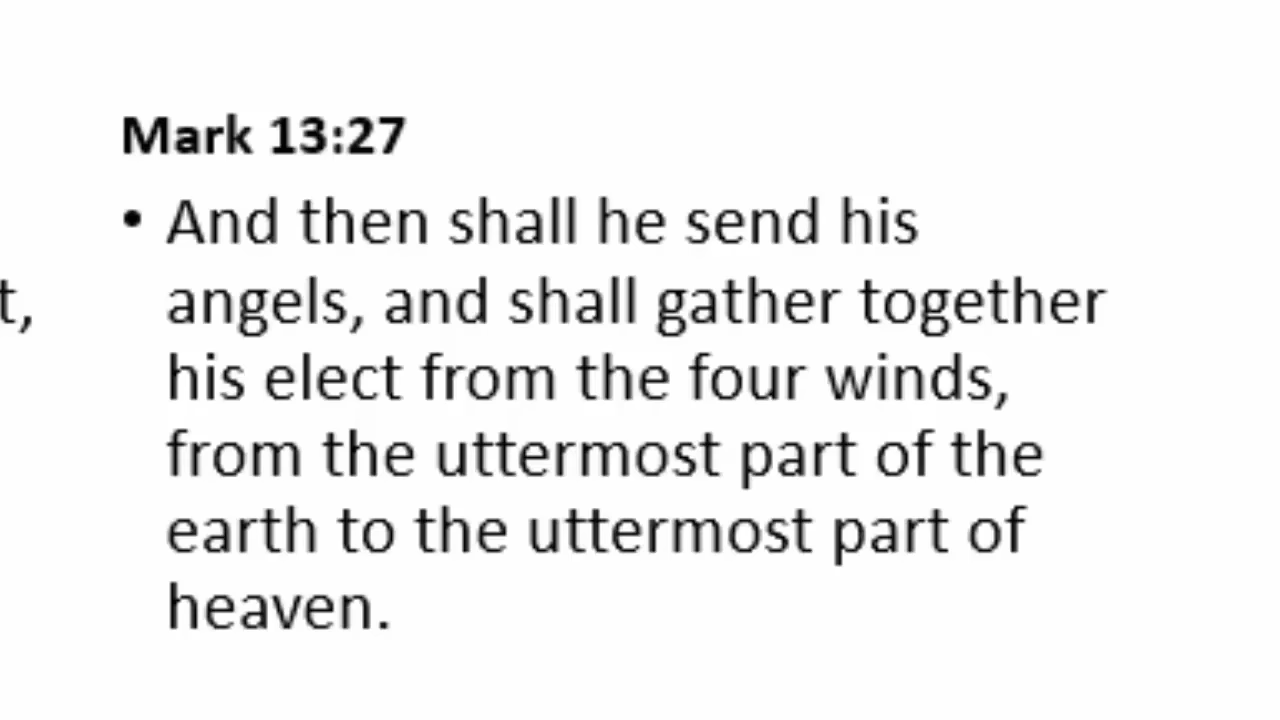 Mark 13:27
• And then shall he send his
t,
angels, and shall gather together
his elect from the four winds,
from the uttermost part of the
earth to the uttermost part of
heaven.